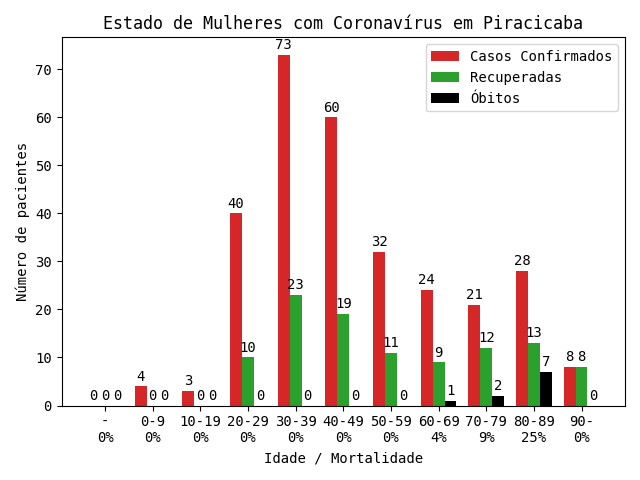 Estado de Mulheres com Coronavírus em Piracicaba
Casos Confirmados
Recuperadas
Óbitos
Número de pacientes
70
60
50
40
30
20
10
0
0 0 0
4 0 0
3 0 0
40 10 0
73 23 0
60 19 0
32 11 0
24 9 1
21 12 2
28 13 7
8 8 0
- 0-9 10-19 20-29 30-39 40-49 50-59 60-69 70-79 80-89 90-
0% 0% 0% 0% 0% 0% 0% 4% 9% 25% 0%
Idade / Mortalidade